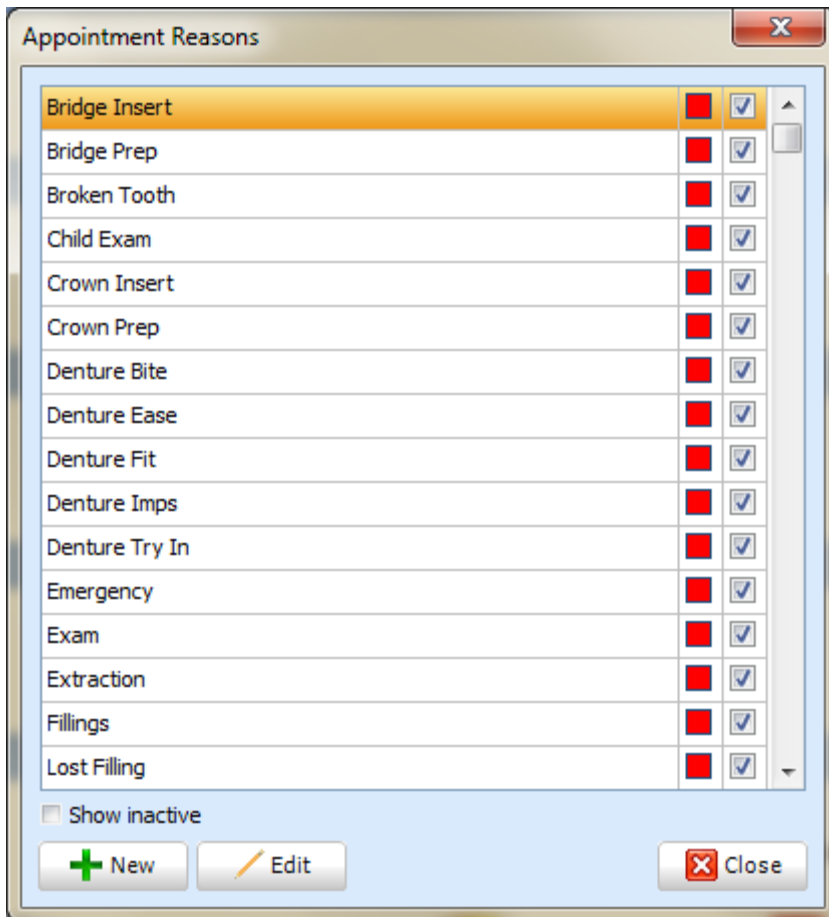 Appointment Reasons
Bridge Insert
Bridge Prep
Broken Tooth
Child Exam
Crown Insert
Crown Prep
Denture Bite
Denture Ease
Denture Fit
Denture Imps
Denture Try In
Emergency
Exam
Extraction
Fillings
Lost Filling
Show inactive
New Edit Close